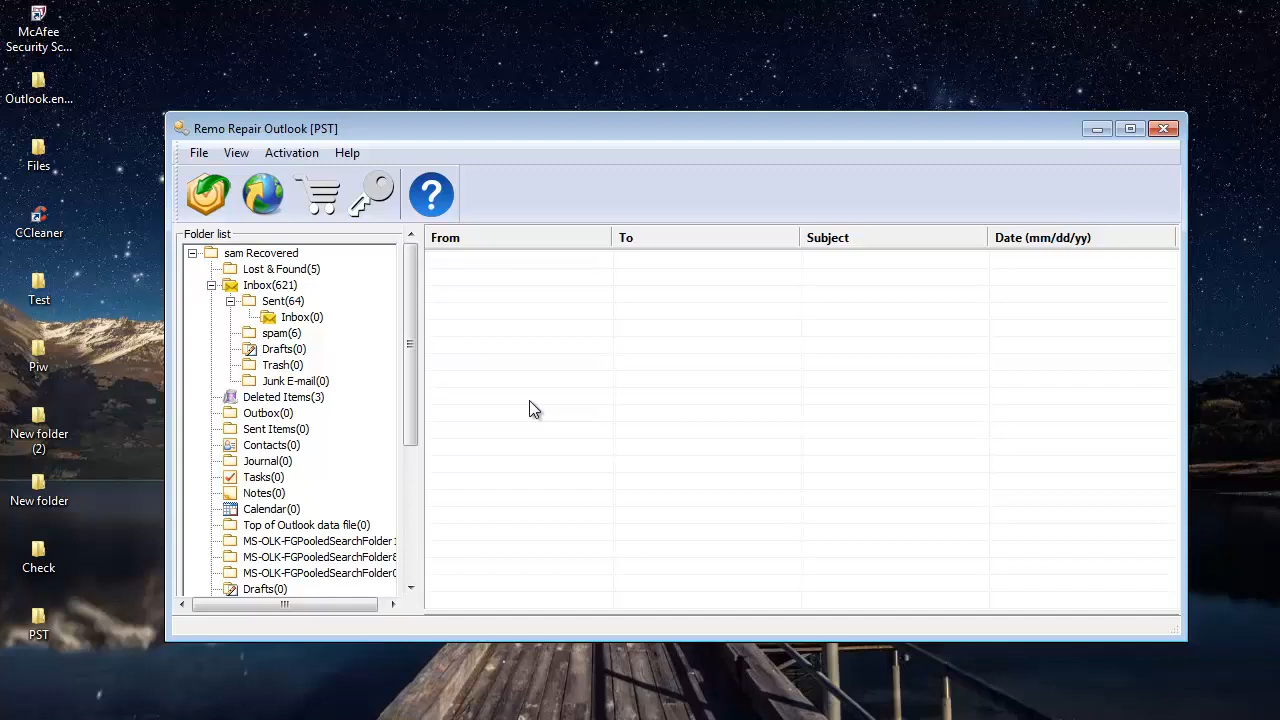 McAfee
Security Sc...
Outlook.en...
Files
CCleaner
Test
Piw
New folder
(2)
New folder
Check
PST
Remo Repair Outlook [PST]
File View Activation Help
Folder list
sam Recovered
Lost & Found(5)
Inbox(621)
Sent(64)
Inbox(0)
spam(6)
Drafts(0)
Trash(0)
Junk E-mail(0)
Deleted Items(3)
Outbox(0)
Sent Items(0)
Contacts(0)
Journal(0)
Tasks(0)
Notes(0)
Calendar(0)
Top of Outlook data file(0)
MS-OLK-FGPooledSearchFolder
MS-OLK-FGPooledSearchFolder
MS-OLK-FGPooledSearchFolder
Drafts(0)
From To Subject Date (mm/dd/yy)